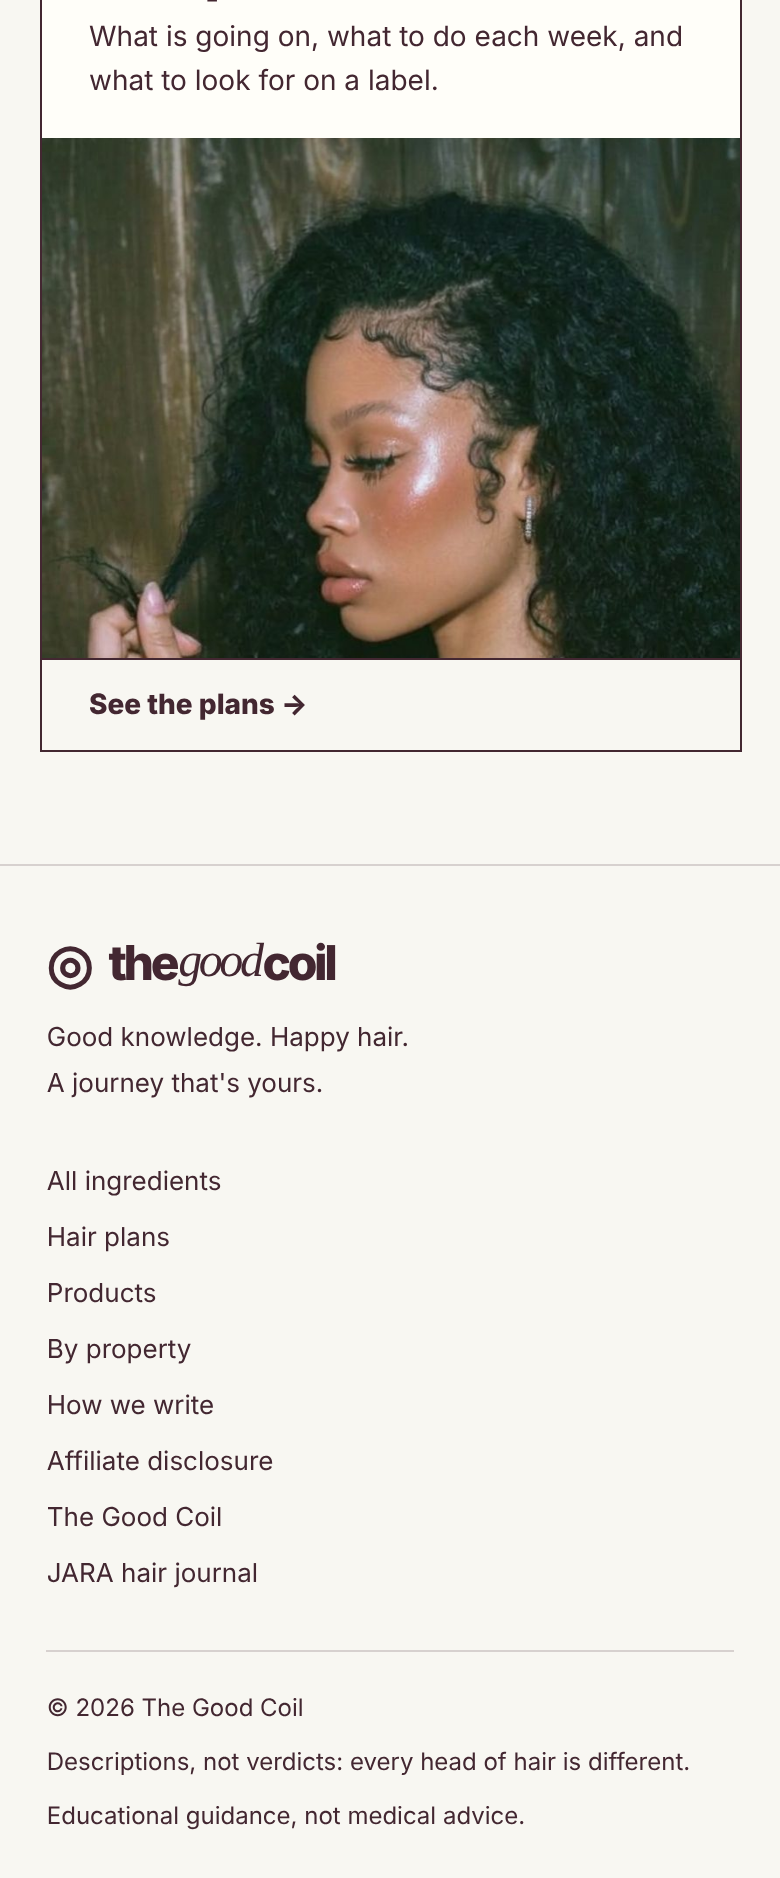 What is going on, what to do each week, and
what to look for on a label.
See the plans →
thegoodcoil
Good knowledge. Happy hair.
A journey that's yours.
All ingredients
Hair plans
Products
By property
How we write
Affiliate disclosure
The Good Coil
JARA hair journal
© 2026 The Good Coil
Descriptions, not verdicts: every head of hair is different.
Educational guidance, not medical advice.